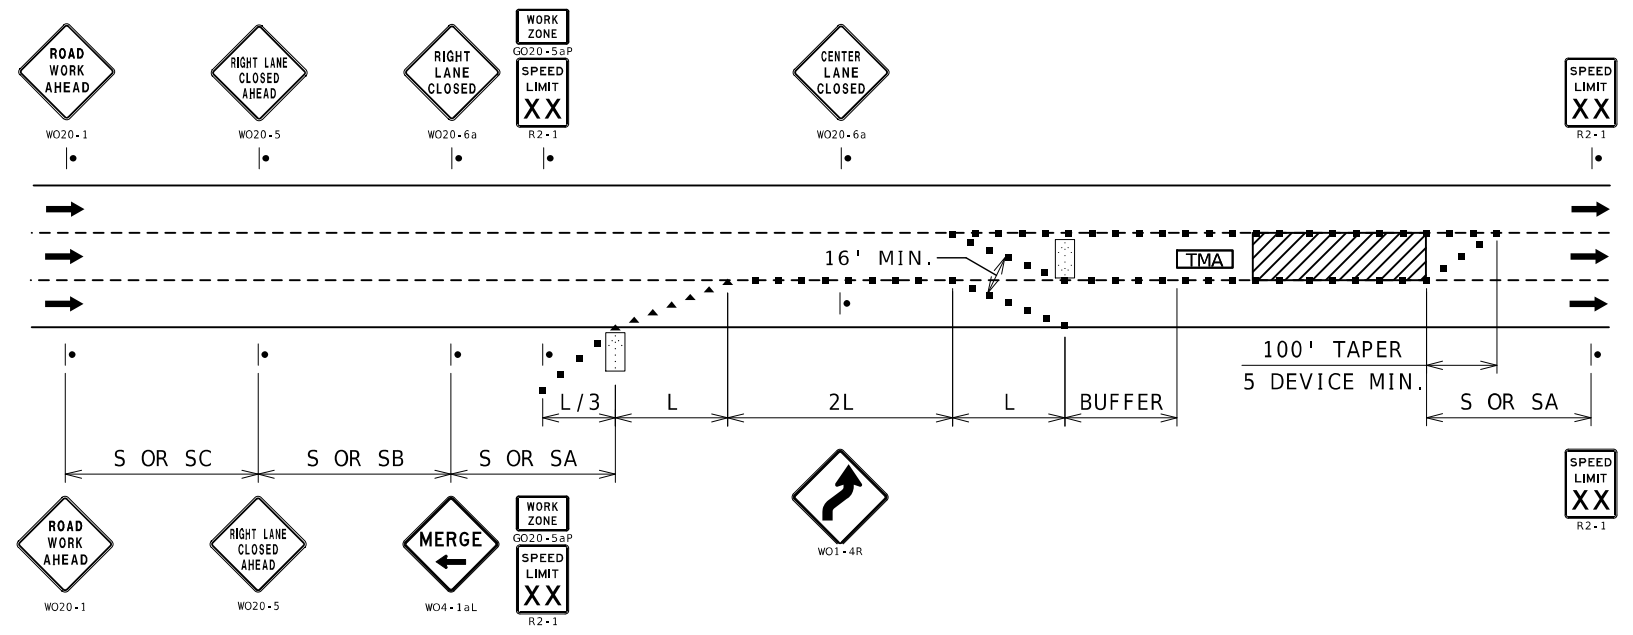 ROAD
WORK
AHEAD
WO20-1
RIGHT LANE
CLOSED
AHEAD
WO20-5
RIGHT
LANE
CLOSED
WO20-6a
WORK
ZONE
GO20-5aP
SPEED
LIMIT
XX
R2-1
CENTER
LANE
CLOSED
WO20-6a
SPEED
LIMIT
XX
R2-1
16' MIN.
TMA
100' TAPER
5 DEVICE MIN.
L/3
L
2L
L
BUFFER
S OR SA
S OR SC
S OR SB
S OR SA
ROAD
WORK
AHEAD
WO20-1
RIGHT LANE
CLOSED
AHEAD
WO20-5
MERGE
WO4-1aL
WORK
ZONE
GO20-5aP
SPEED
LIMIT
XX
R2-1
WO1-4R
SPEED
LIMIT
XX
R2-1